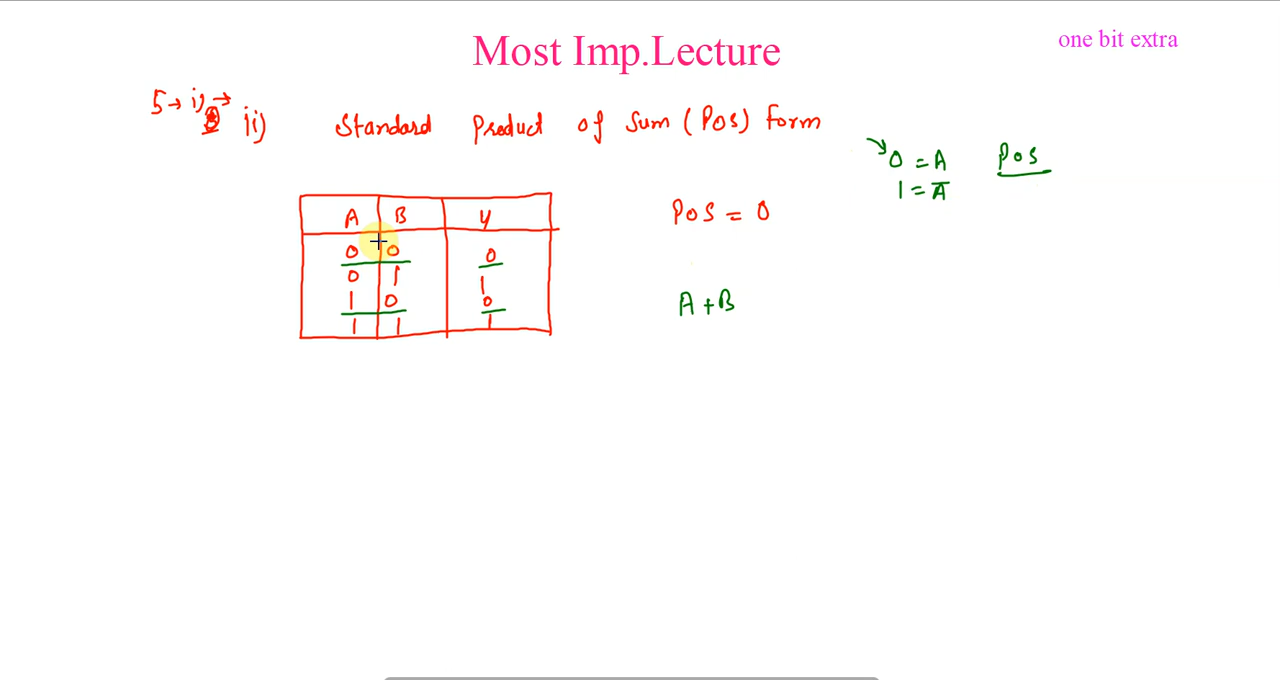 Most Imp.Lecture
one bit extra
5→ i)→
ii) Standard Product of Sum (POS) Form
→ 0 = A POS
1 = A̅
A B Y
POS = 0
0 0 0
0 1 1
1 0 0
A + B
1 1 1